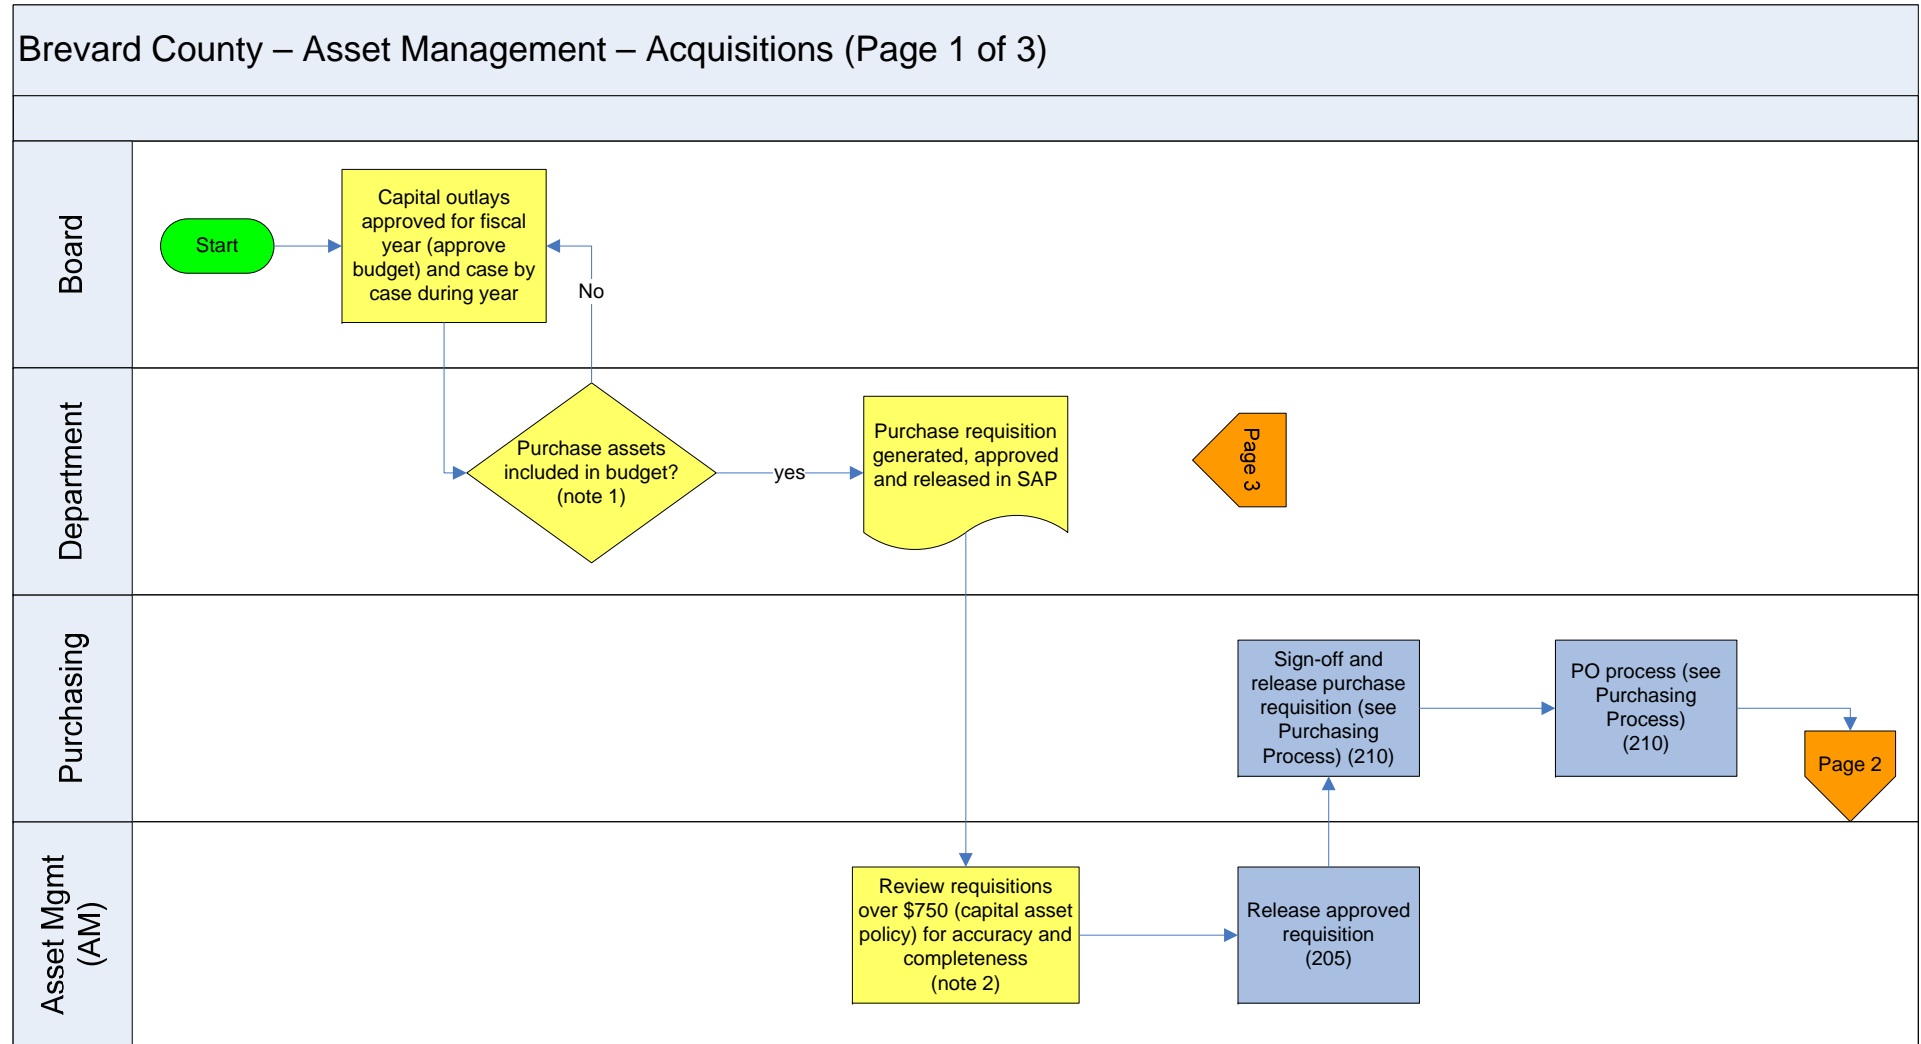 Brevard County – Asset Management – Acquisitions (Page 1 of 3)
Board
Start
Capital outlays
approved for fiscal
year (approve
budget) and case by
case during year
No
Department
Purchase assets
included in budget?
(note 1)
yes
Purchase requisition
generated, approved
and released in SAP
Page 3
Purchasing
Sign-off and
release purchase
requisition (see
Purchasing
Process) (210)
PO process (see
Purchasing
Process)
(210)
Page 2
Asset Mgmt
(AM)
Review requisitions
over $750 (capital asset
policy) for accuracy and
completeness
(note 2)
Release approved
requisition
(205)